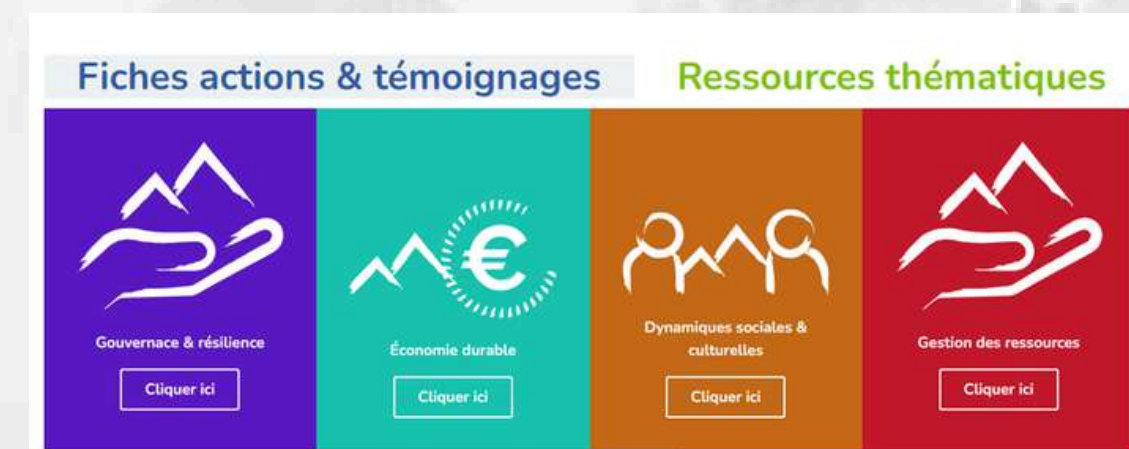 Fiches actions & témoignages
Ressources thématiques
Gouvernace & résilience
Cliquer ici
€
Économie durable
Cliquer ici
Dynamiques sociales &
culturelles
Cliquer ici
Gestion des ressources
Cliquer ici